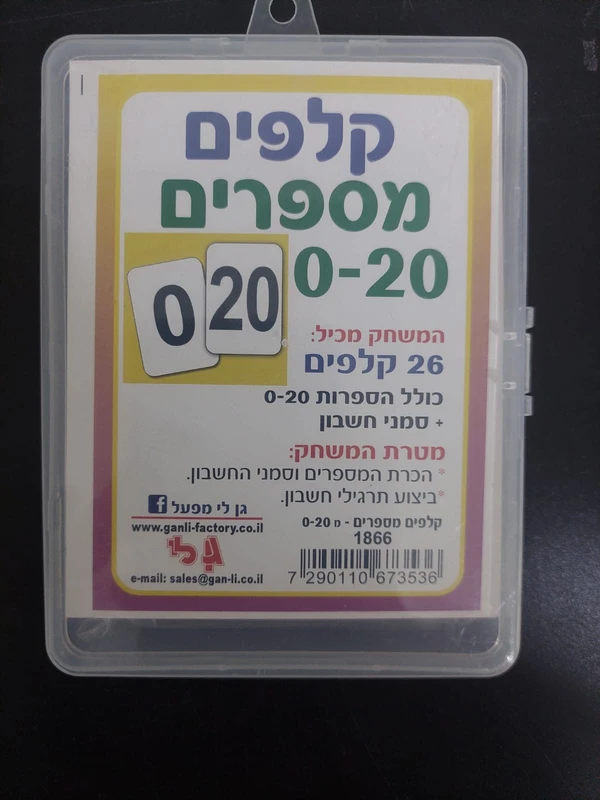 קלפים
מספרים
0-20
0
20
המשחק מכיל:
26 קלפים
כולל הספרות 0-20
+ סמני חשבון
מטרת המשחק:
* הכרת המספרים וסמני החשבון.
*ביצוע תרגילי חשבון.
גן לי מפעל f
www.ganli-factory.co.il
גן לי
e-mail: sales@gan-li.co.il
קלפים מספרים - מ 0-20
1866
7 290110 673536